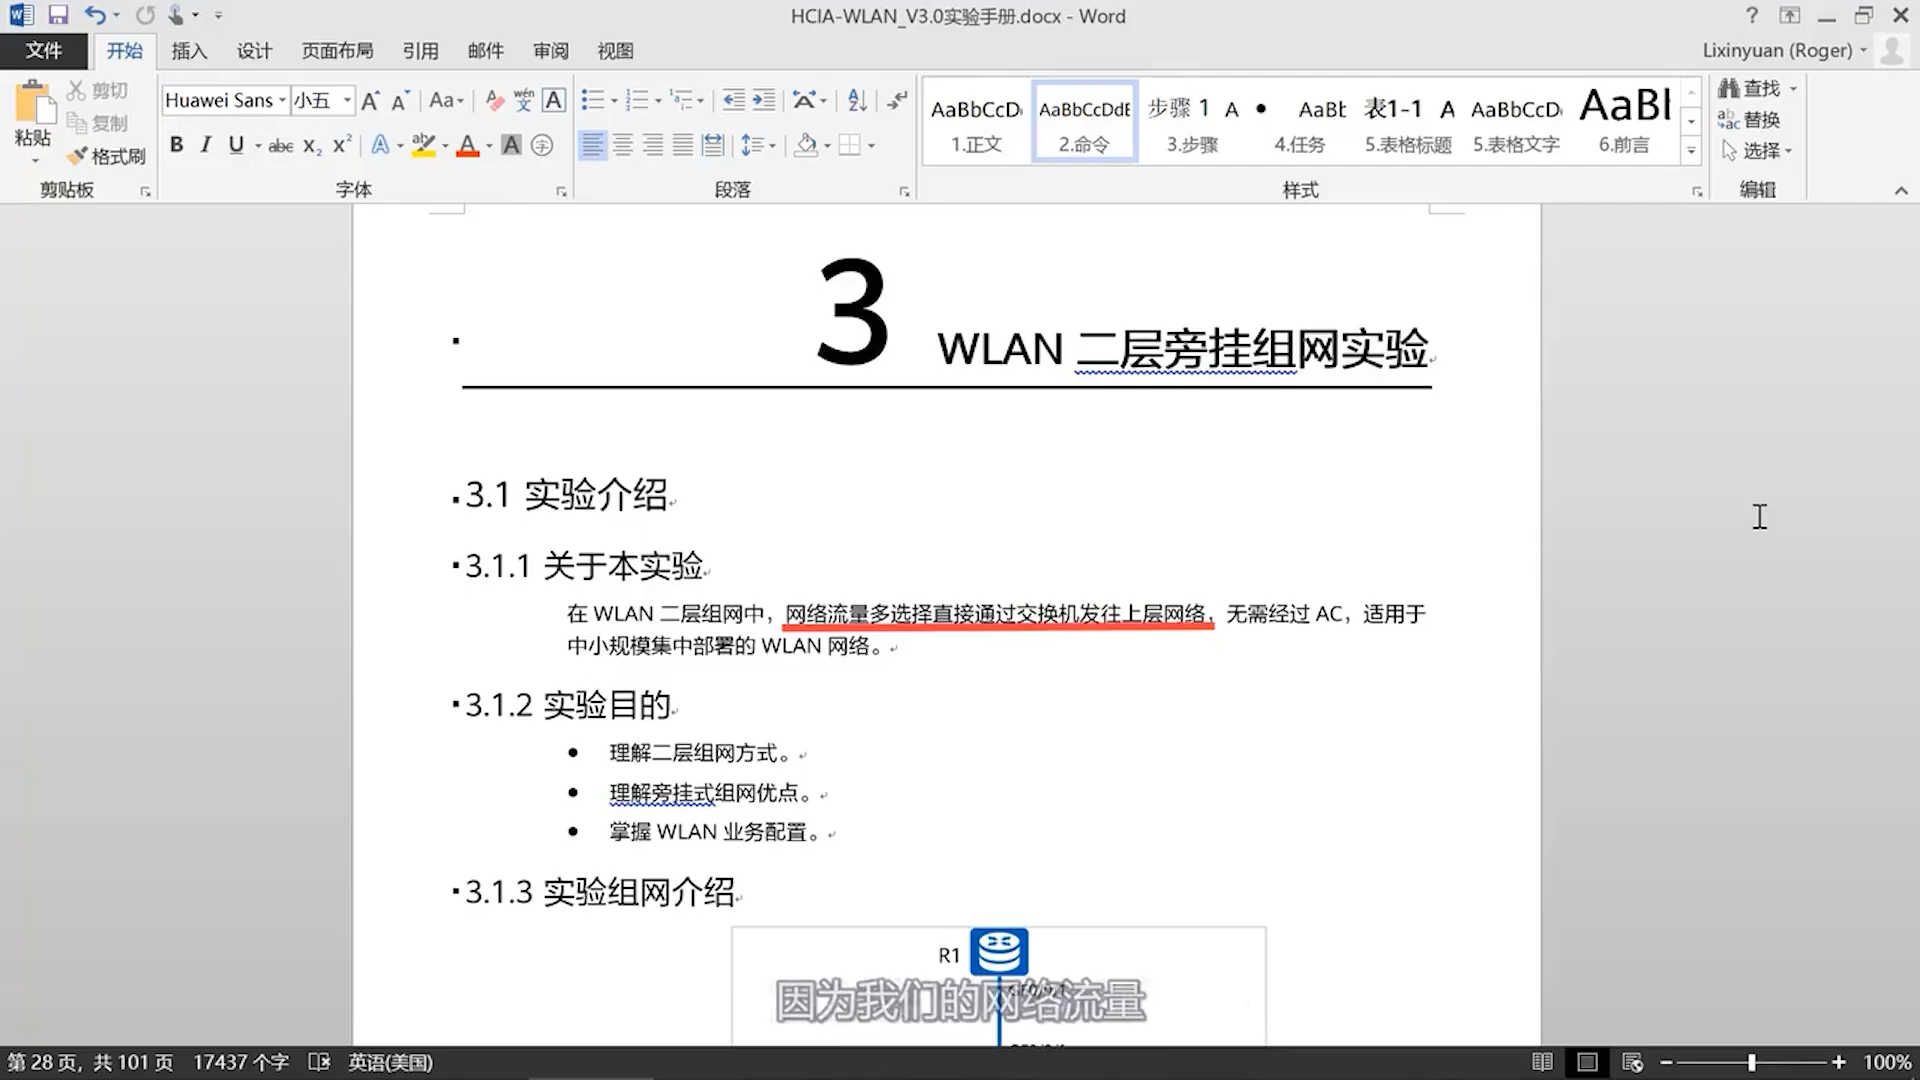 HCIA-WLAN_V3.0实验手册.docx - Word
文件 开始 插入 设计 页面布局 引用 邮件 审阅 视图 Lixinyuan (Roger)
粘贴 剪切 复制 格式刷 剪贴板
Huawei Sans 小五 字体
段落
AaBbCcD AaBbCcDdE 步骤 1 A ● AaBb 表1-1 A AaBbCcD AaBb
1.正文 2.命令 3.步骤 4.任务 5.表格标题 5.表格文字 6.前言
样式
查找 替换 选择 编辑
3 WLAN 二层旁挂组网实验
3.1 实验介绍
3.1.1 关于本实验
在 WLAN 二层组网中，网络流量多选择直接通过交换机发往上层网络，无需经过 AC，适用于
中小规模集中部署的 WLAN 网络。
3.1.2 实验目的
● 理解二层组网方式。
● 理解旁挂式组网优点。
● 掌握 WLAN 业务配置。
3.1.3 实验组网介绍
R1
因为我们的网络流量
第 28 页，共 101 页 17437 个字 英语(美国) 100%